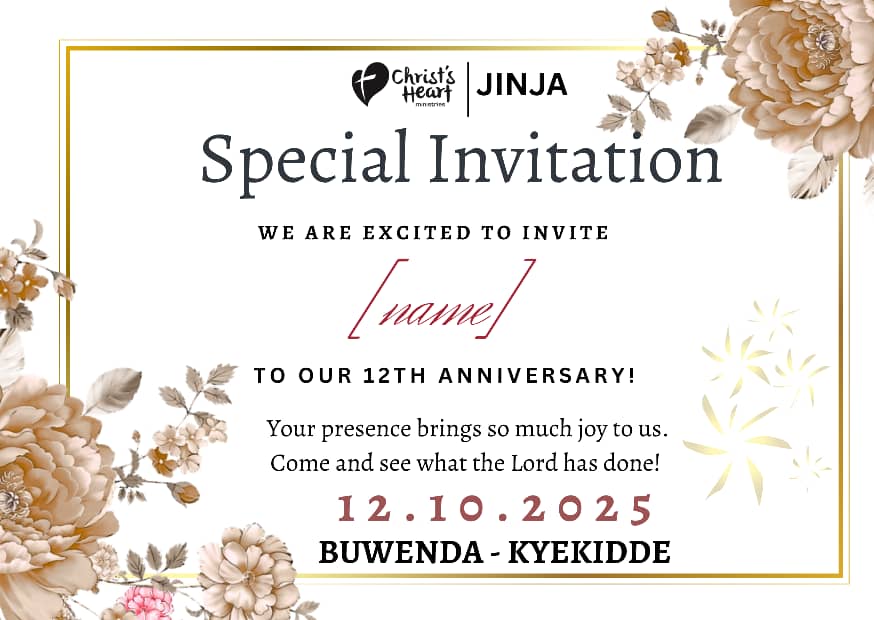 Christ's
Heart
ministries
JINJA
Special Invitation
WE ARE EXCITED TO INVITE
[name]
TO OUR 12TH ANNIVERSARY!
Your presence brings so much joy to us.
Come and see what the Lord has done!
12.10.2025
BUWENDA - KYEKIDDE